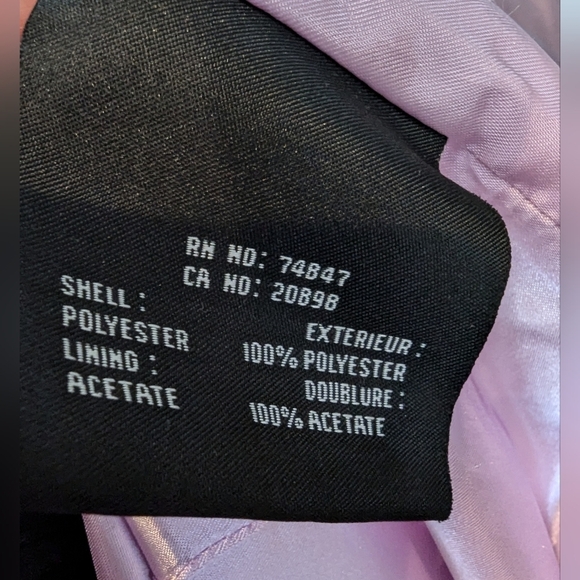 RN NO: 74847
CA NO: 20898
SHELL :
POLYESTER
LINING :
ACETATE
EXTERIEUR :
100% POLYESTER
DOUBLURE :
100% ACETATE